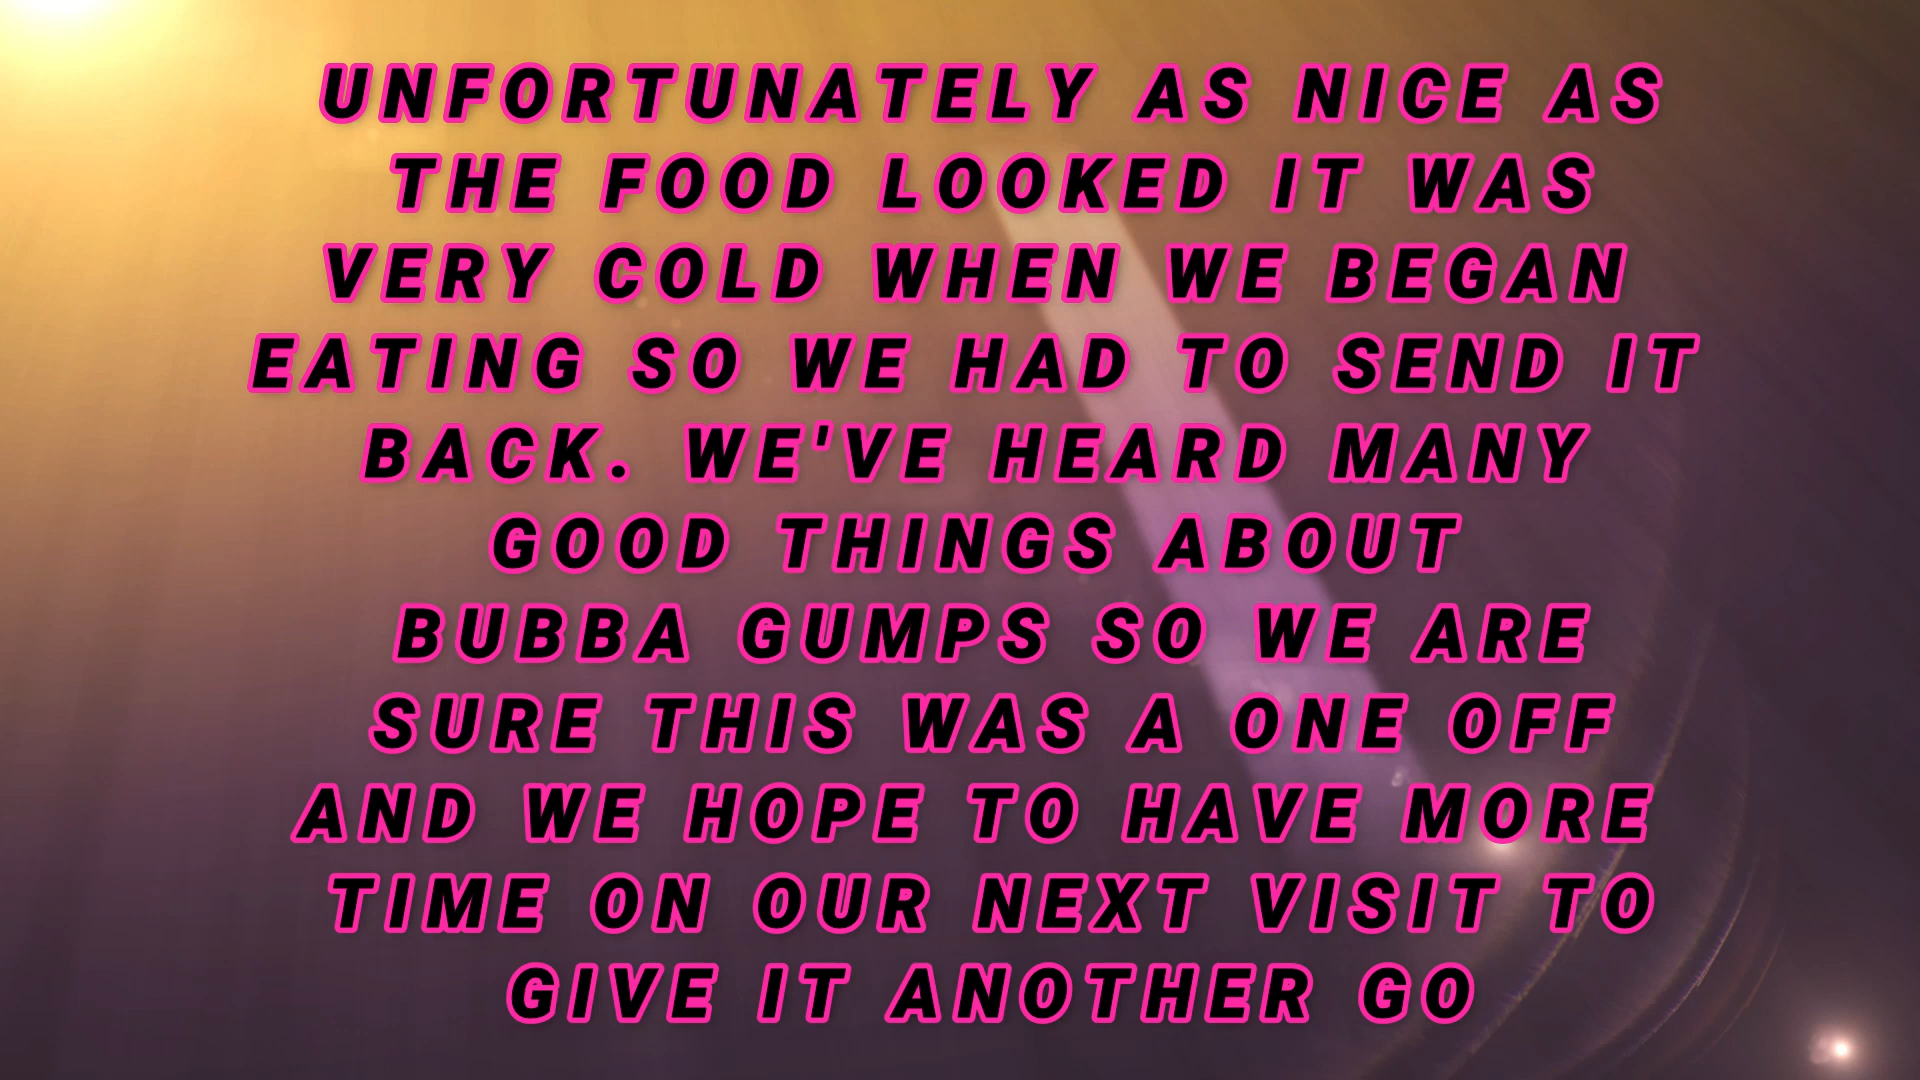 UNFORTUNATELY AS NICE AS
THE FOOD LOOKED IT WAS
VERY COLD WHEN WE BEGAN
EATING SO WE HAD TO SEND IT
BACK. WE'VE HEARD MANY
GOOD THINGS ABOUT
BUBBA GUMPS SO WE ARE
SURE THIS WAS A ONE OFF
AND WE HOPE TO HAVE MORE
TIME ON OUR NEXT VISIT TO
GIVE IT ANOTHER GO